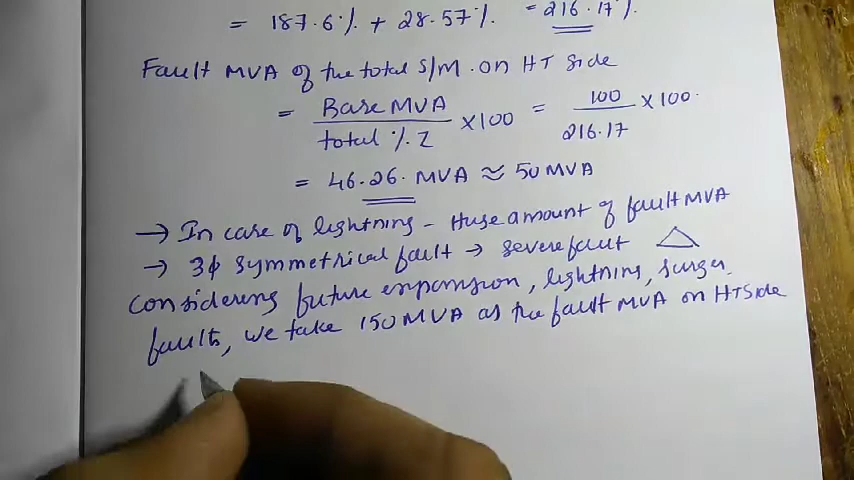 = 187.6% + 28.57% = 216.17%.
Fault MVA of the total S/M. on HT side
= Base MVA / total % Z × 100 = 100 / 216.17 × 100.
= 46.26 MVA ≈ 50 MVA
→ In case of lightning - Huge amount of fault MVA
→ 3ϕ symmetrical fault → severe fault
considering future expansion, lightning, surges
faults, we take 150 MVA as the fault MVA on HT Side